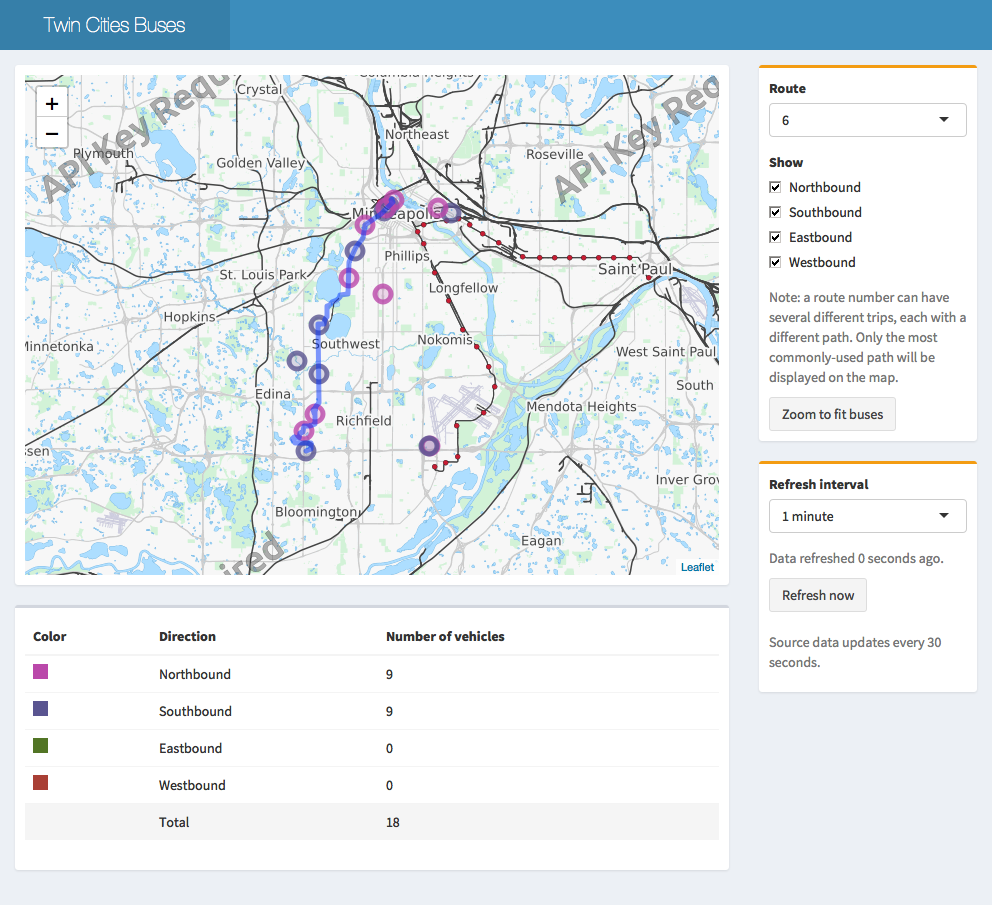 Twin Cities Buses
+
−
Columbia Heights
Crystal
API Key Requ
API Key Req
Northeast
Plymouth
Golden Valley
Roseville
Minneapolis
Phillips
St. Louis Park
Saint Paul
Longfellow
Hopkins
Minnetonka
Southwest
Nokomis
West Saint Paul
Edina
South
Mendota Heights
Richfield
ssen
Inver Grov
Bloomington
Eagan
ired
Leaflet
Color Direction Number of vehicles
Northbound 9
Southbound 9
Eastbound 0
Westbound 0
Total 18
Route
6
Show
Northbound
Southbound
Eastbound
Westbound
Note: a route number can have
several different trips, each with a
different path. Only the most
commonly-used path will be
displayed on the map.
Zoom to fit buses
Refresh interval
1 minute
Data refreshed 0 seconds ago.
Refresh now
Source data updates every 30
seconds.